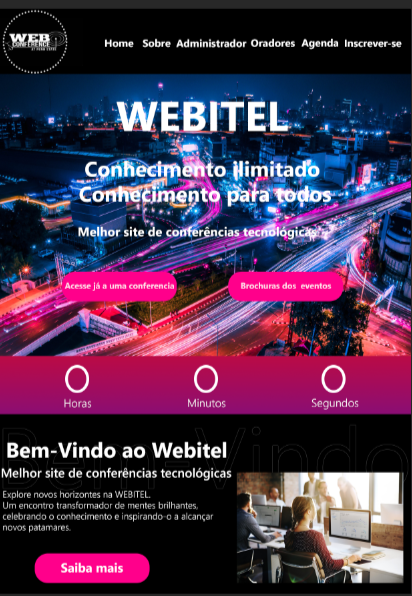 WEB
CONFERENCE
Home Sobre Administrador Oradores Agenda Inscrever-se
WEBITEL
Conhecimento ilimitado
Conhecimento para todos
Melhor site de conferências tecnológicas
Acesse já a uma conferencia
Brochuras dos eventos
0 0 0
Horas Minutos Segundos
Bem-Vindo
Bem-Vindo ao Webitel
Melhor site de conferências tecnológicas
Explore novos horizontes na WEBITEL.
Um encontro transformador de mentes brilhantes,
celebrando o conhecimento e inspirando-o a alcançar
novos patamares.
Saiba mais